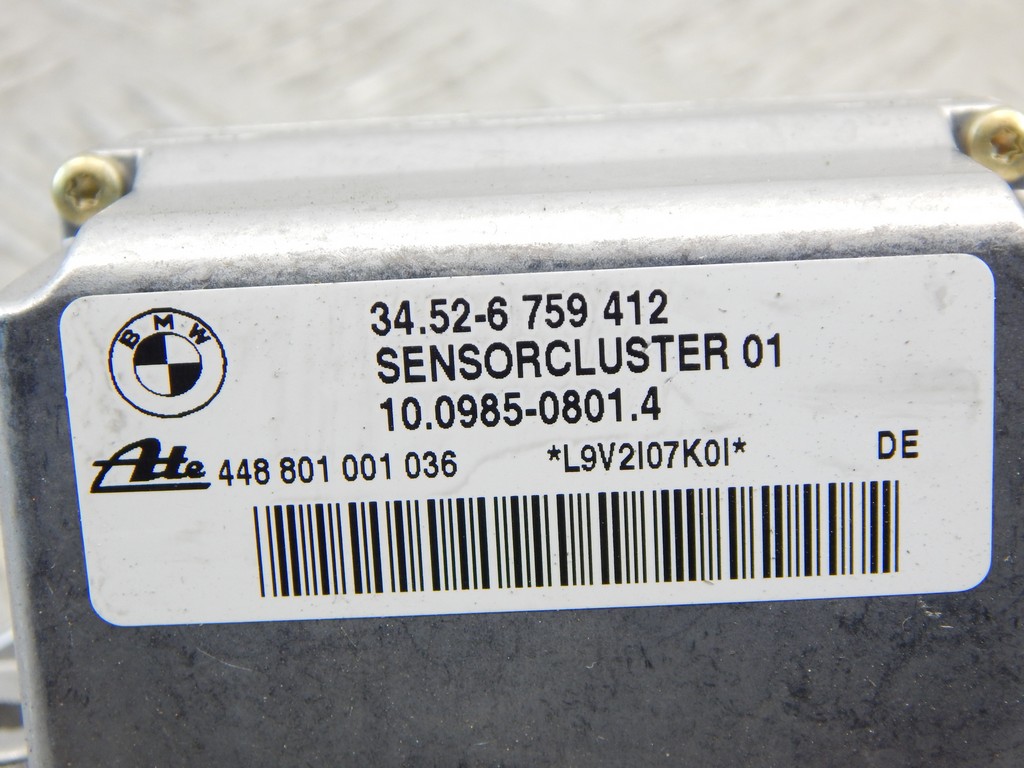 BMW
34.52-6 759 412
SENSORCLUSTER 01
10.0985-0801.4
Ate 448 801 001 036 *L9V2I07K0I* DE